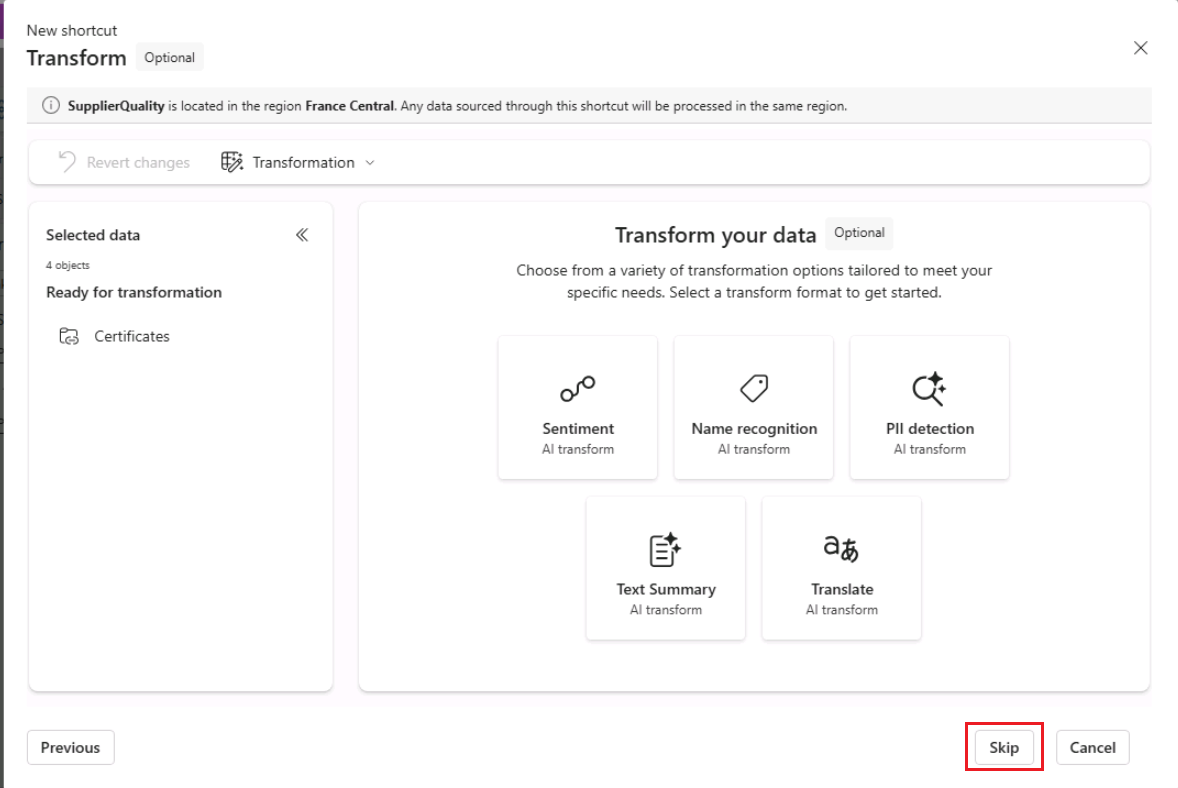 New shortcut
Transform Optional
SupplierQuality is located in the region France Central. Any data sourced through this shortcut will be processed in the same region.
Revert changes Transformation
Selected data
4 objects
Ready for transformation
Certificates
Transform your data Optional
Choose from a variety of transformation options tailored to meet your
specific needs. Select a transform format to get started.
Sentiment
AI transform
Name recognition
AI transform
PII detection
AI transform
Text Summary
AI transform
aあ
Translate
AI transform
Previous
Skip
Cancel